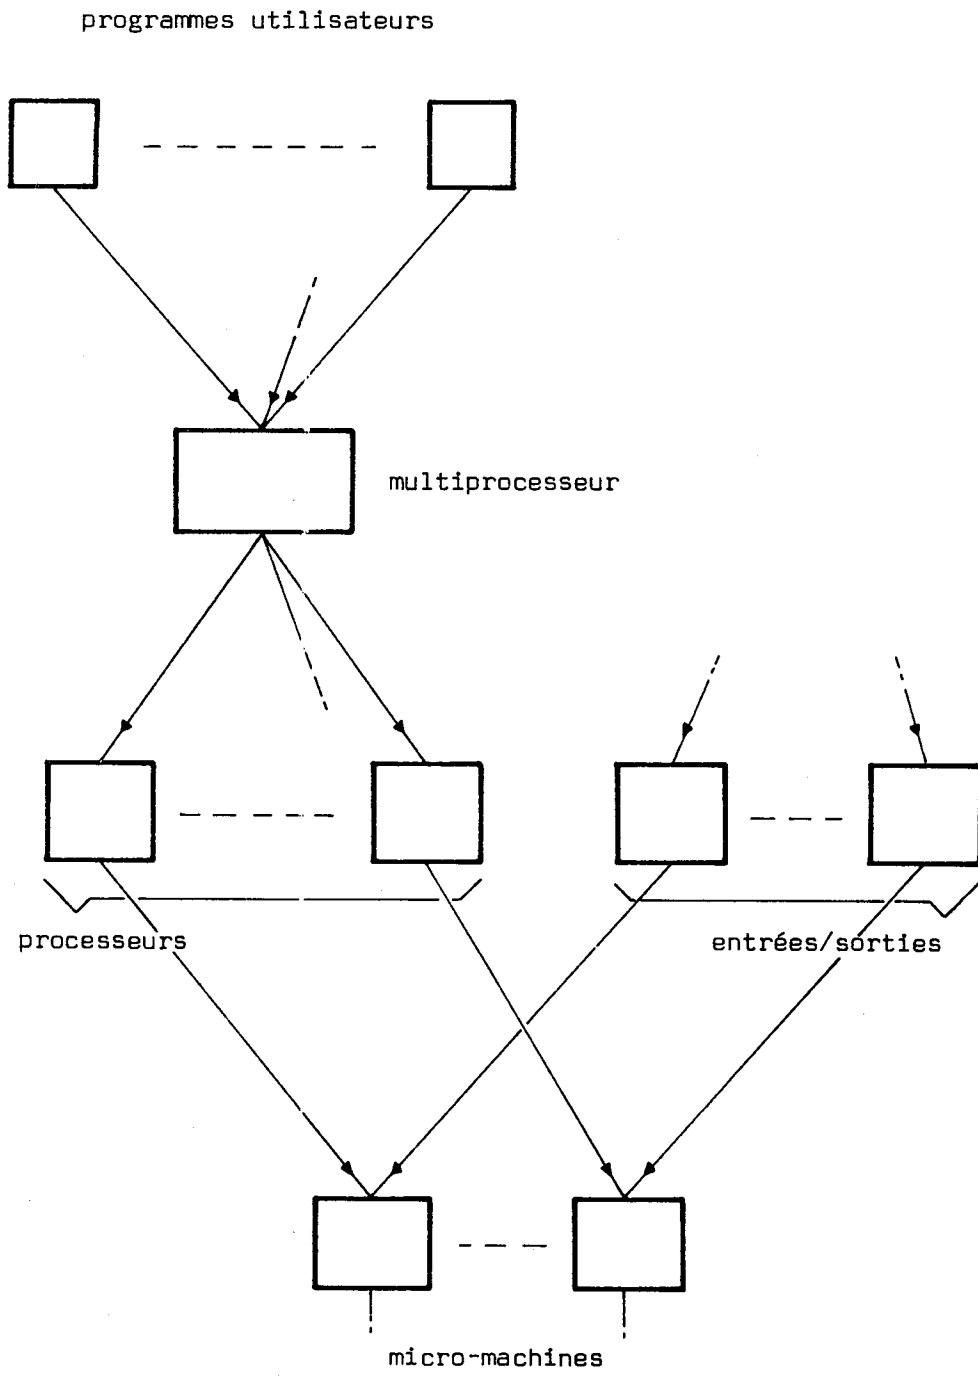 programmes utilisateurs
multiprocesseur
processeurs
entrées/sorties
micro-machines